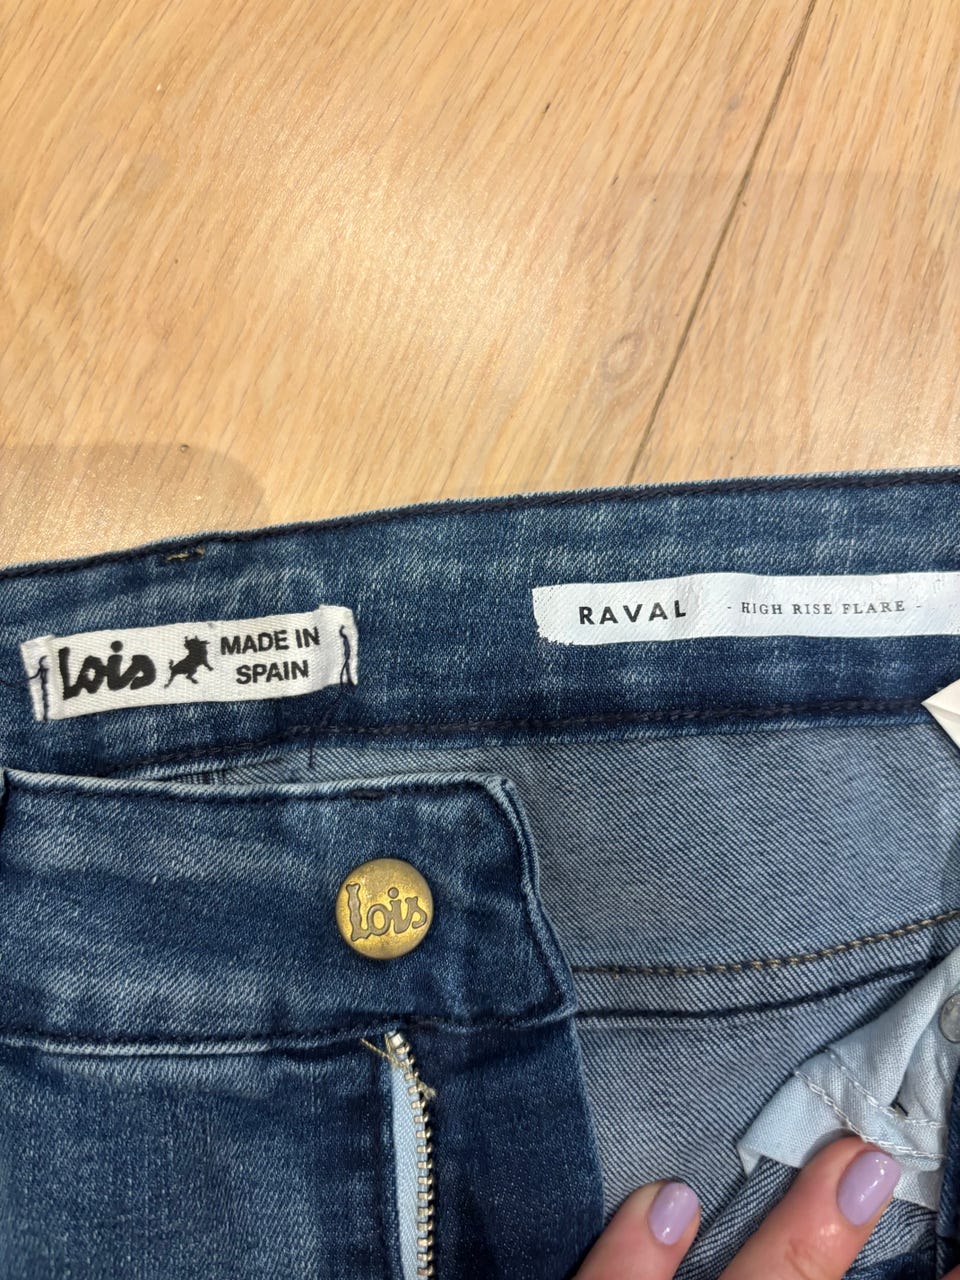 Lois MADE IN
SPAIN
RAVAL - HIGH RISE FLARE -
Lois